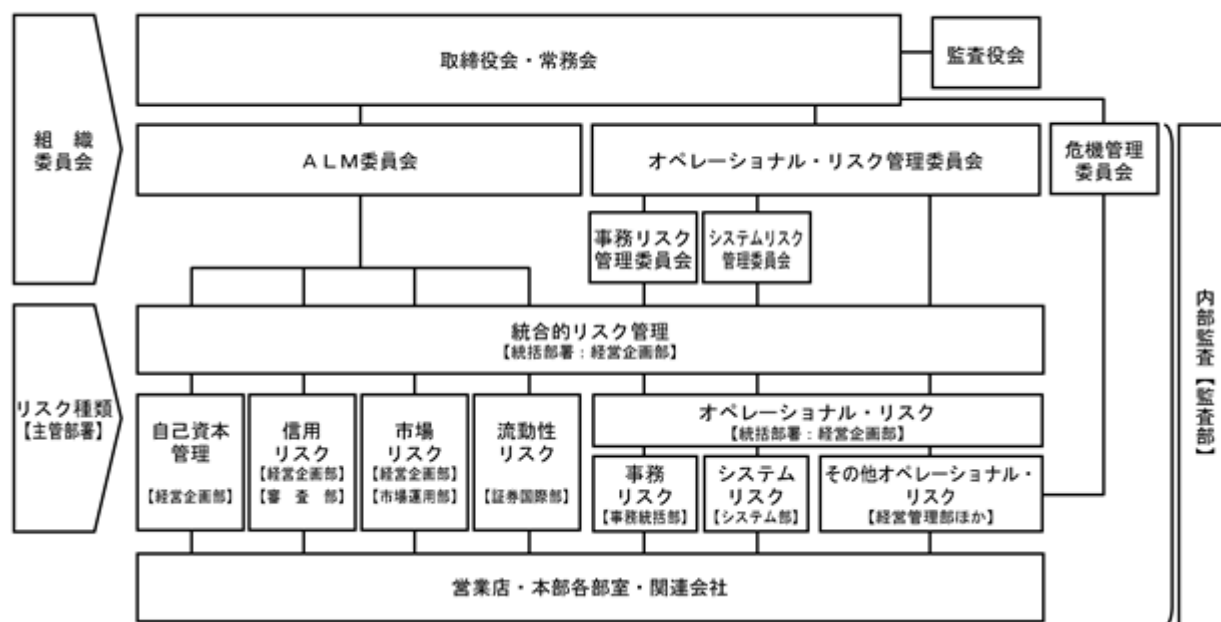 取締役会・常務会
監査役会
組　織
委員会
ＡＬＭ委員会
オペレーショナル・リスク管理委員会
危機管理
委員会
事務リスク
管理委員会
システムリスク
管理委員会
統合的リスク管理
【統括部署：経営企画部】
リスク種類
【主管部署】
自己資本
管理
【経営企画部】
信用
リスク
【経営企画部】
【審　査　部】
市場
リスク
【経営企画部】
【市場運用部】
流動性
リスク
【証券国際部】
オペレーショナル・リスク
【統括部署：経営企画部】
事務
リスク
【事務統括部】
システム
リスク
【システム部】
その他オペレーショナル・
リスク
【経営管理部ほか】
営業店・本部各部室・関連会社
内部監査【監査部】